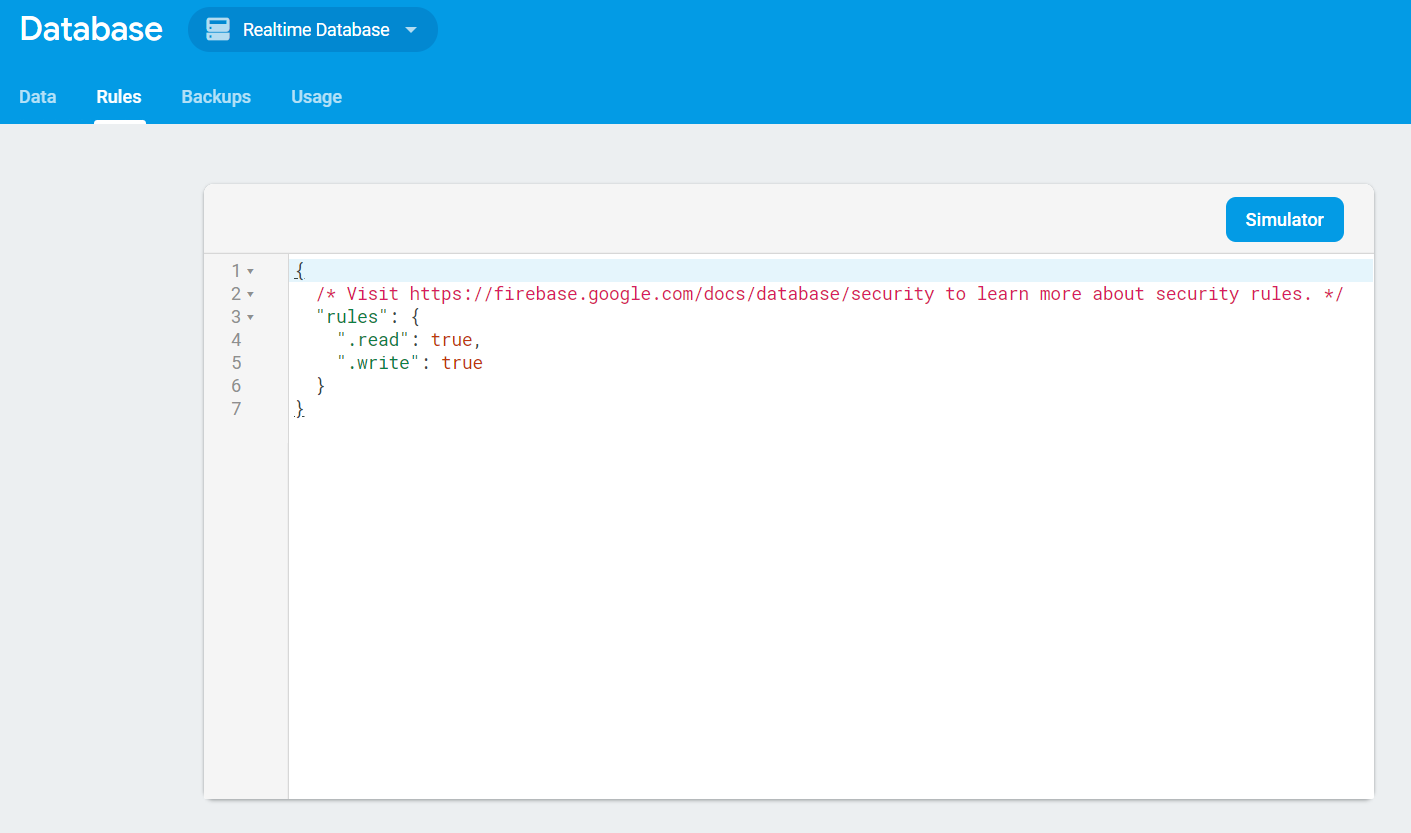 Database
Realtime Database
Data Rules Backups Usage
Simulator
1 {
2 /* Visit https://firebase.google.com/docs/database/security to learn more about security rules. */
3 "rules": {
4 ".read": true,
5 ".write": true
6 }
7 }